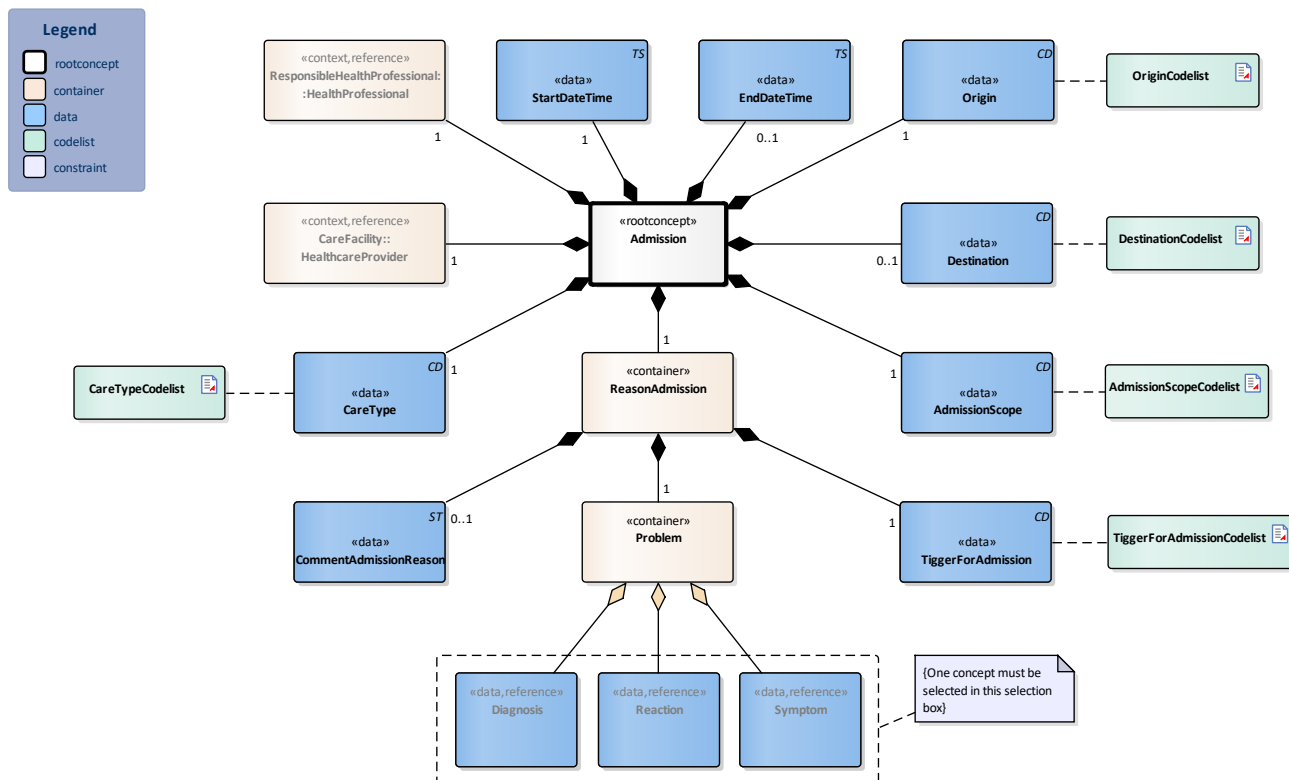 Legend
rootconcept
container
data
codelist
constraint
«context,reference»
ResponsibleHealthProfessional:
:HealthProfessional
1
TS
«data»
StartDateTime
1
TS
«data»
EndDateTime
0..1
CD
«data»
Origin
1
OriginCodelist
«context,reference»
CareFacility::
HealthcareProvider
1
«rootconcept»
Admission
CD
«data»
Destination
0..1
DestinationCodelist
CareTypeCodelist
CD
«data»
CareType
1
1
«container»
ReasonAdmission
CD
«data»
AdmissionScope
1
AdmissionScopeCodelist
ST
«data»
CommentAdmissionReason
0..1
1
«container»
Problem
CD
«data»
TiggerForAdmission
1
TiggerForAdmissionCodelist
«data,reference»
Diagnosis
«data,reference»
Reaction
«data,reference»
Symptom
{One concept must be
selected in this selection
box}